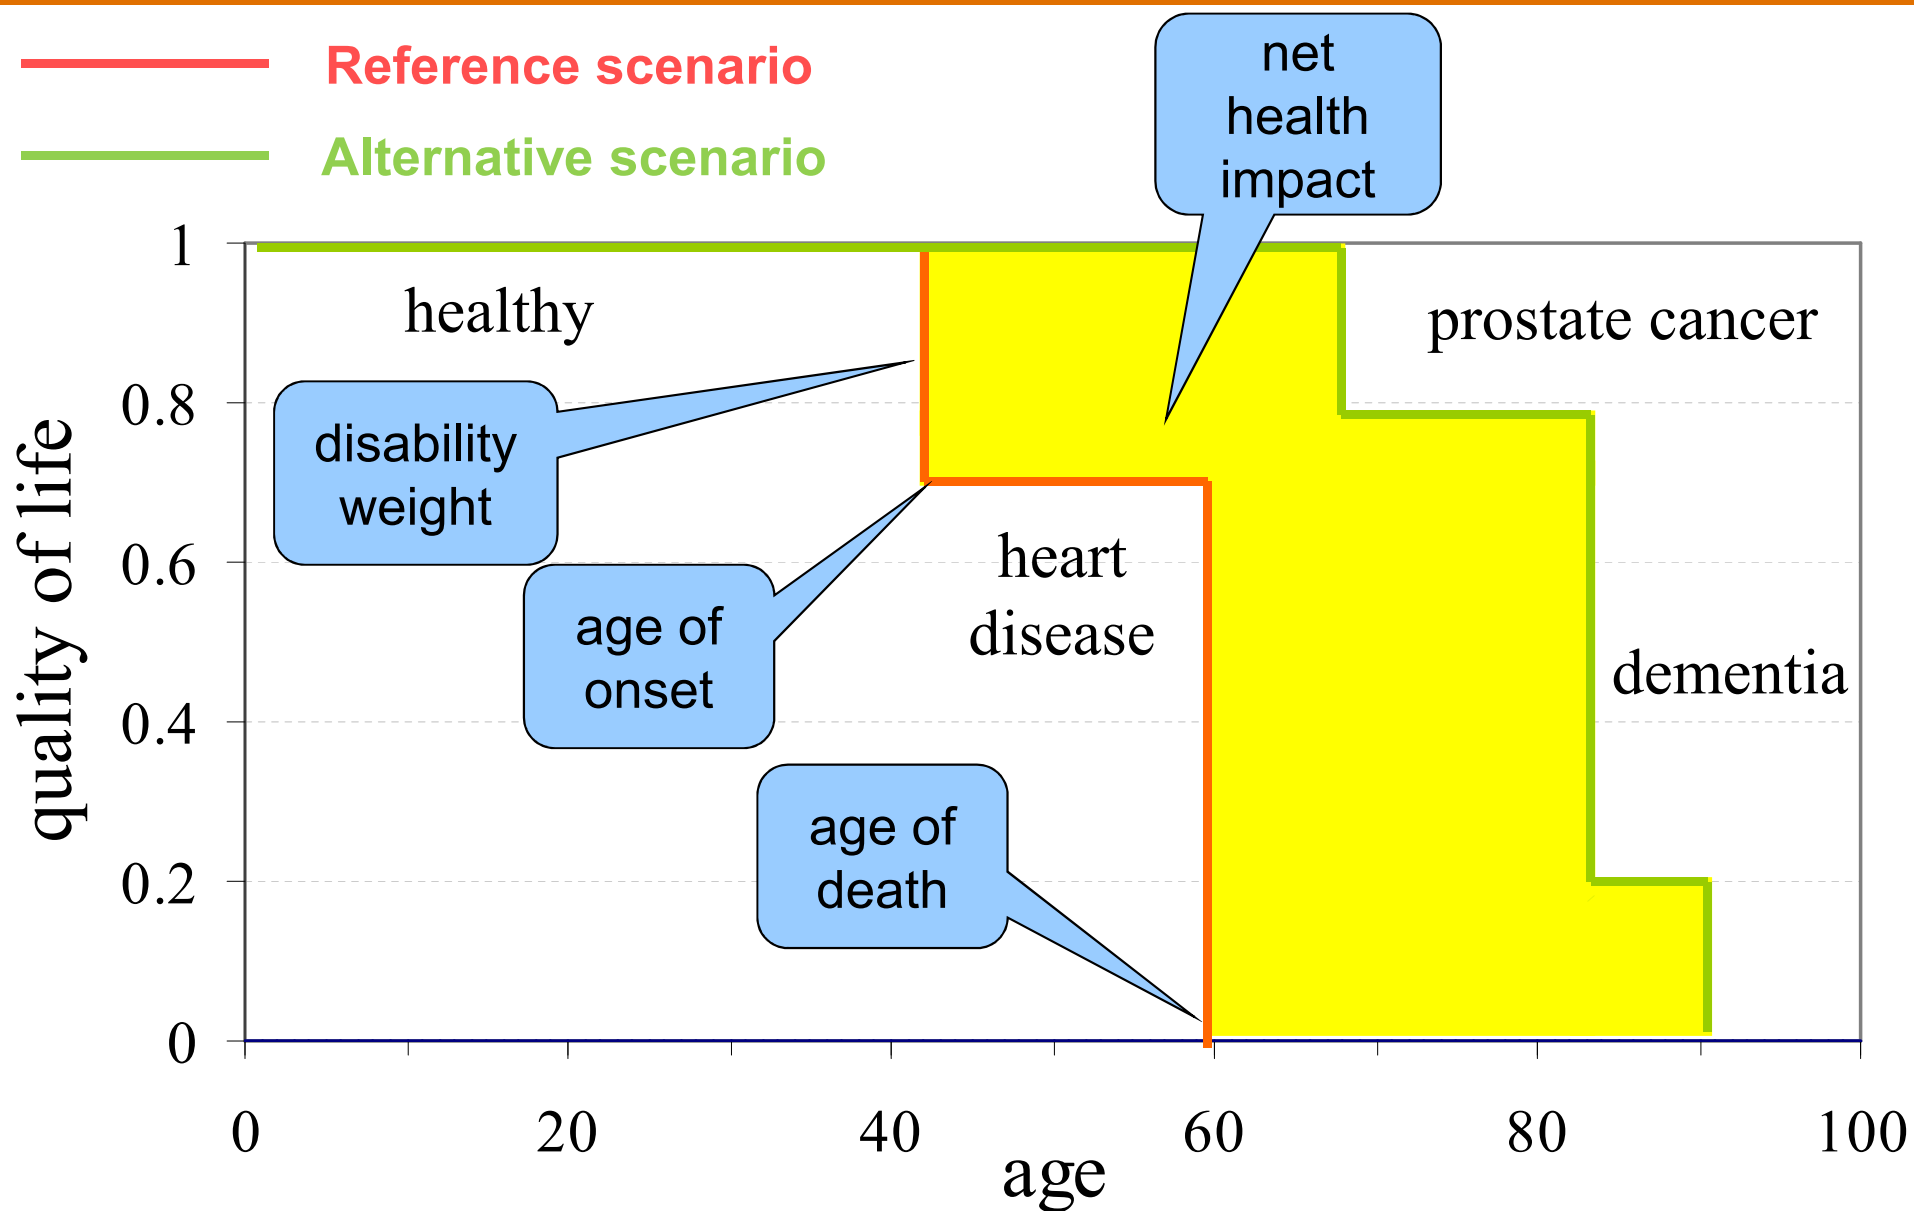 Reference scenario
Alternative scenario
net
health
impact
1
healthy
prostate cancer
0.8
disability
weight
0.6
heart
disease
age of
onset
dementia
0.4
age of
death
0.2
0
quality of life
0 20 40 60 80 100
age